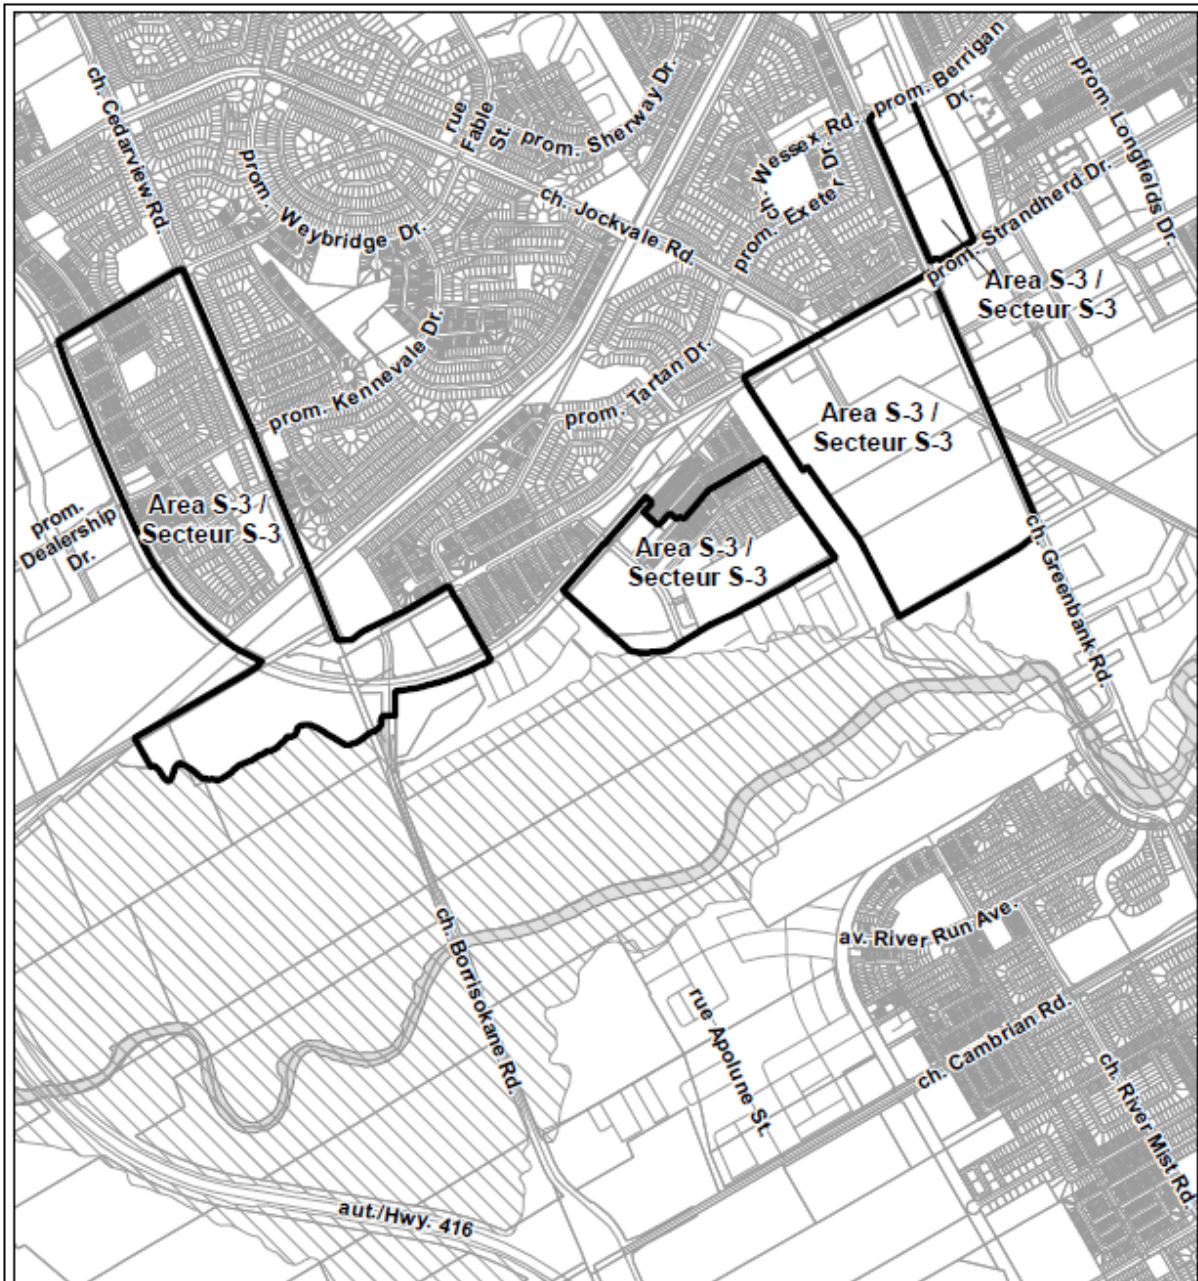 ch. Cedarview Rd.
rue
Fable
St.
prom. Sherway Dr.
prom. Weybridge Dr.
ch. Jockvale Rd.
ch. Wessex Rd.
prom. Exeter Dr.
prom. Berrigan
Dr.
prom. Longfields Dr.
prom. Strandherd Dr.
Area S-3 /
Secteur S-3
prom. Kennevale Dr.
prom. Tartan Dr.
Area S-3 /
Secteur S-3
Area S-3 /
Secteur S-3
prom.
Dealership
Dr.
Area S-3 /
Secteur S-3
ch. Greenbank Rd.
ch. Borrisokane Rd.
av. River Run Ave.
rue Apolune St.
ch. Cambrian Rd.
ch. River Mist Rd.
aut./Hwy. 416